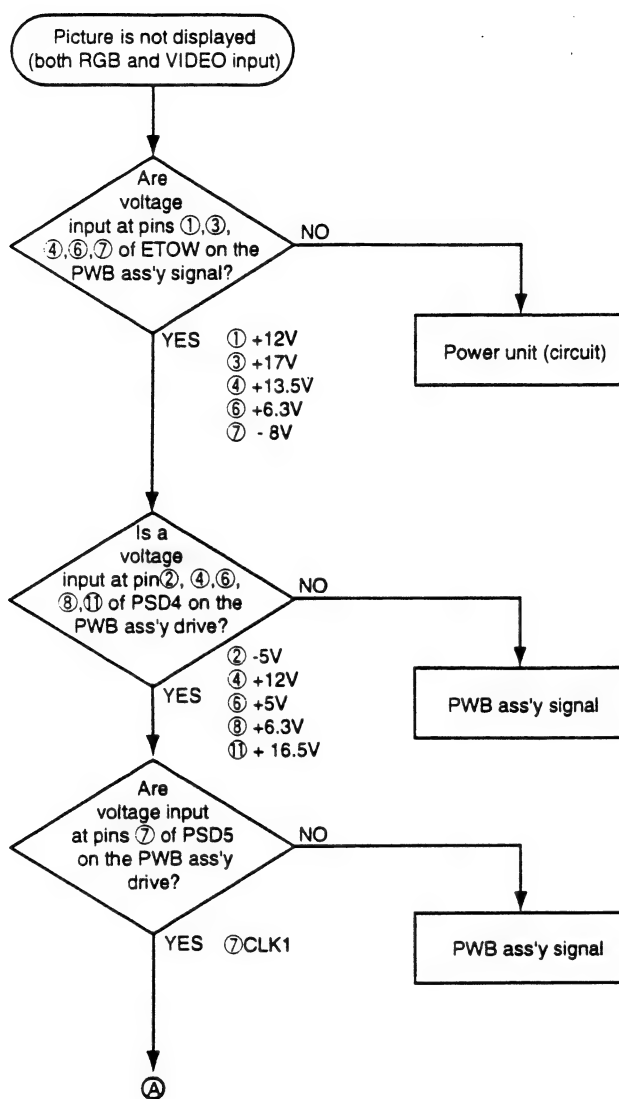 Picture is not displayed
(both RGB and VIDEO input)
Are
voltage
input at pins ①,③,
④,⑥,⑦ of ETOW on the
PWB ass'y signal?
NO
Power unit (circuit)
YES
① +12V
③ +17V
④ +13.5V
⑥ +6.3V
⑦ - 8V
Is a
voltage
input at pin②, ④,⑥,
⑧,⑪ of PSD4 on the
PWB ass'y drive?
NO
PWB ass'y signal
YES
② -5V
④ +12V
⑥ +5V
⑧ +6.3V
⑪ + 16.5V
Are
voltage input
at pins ⑦ of PSD5
on the PWB ass'y
drive?
NO
PWB ass'y signal
YES
⑦CLK1
Ⓐ